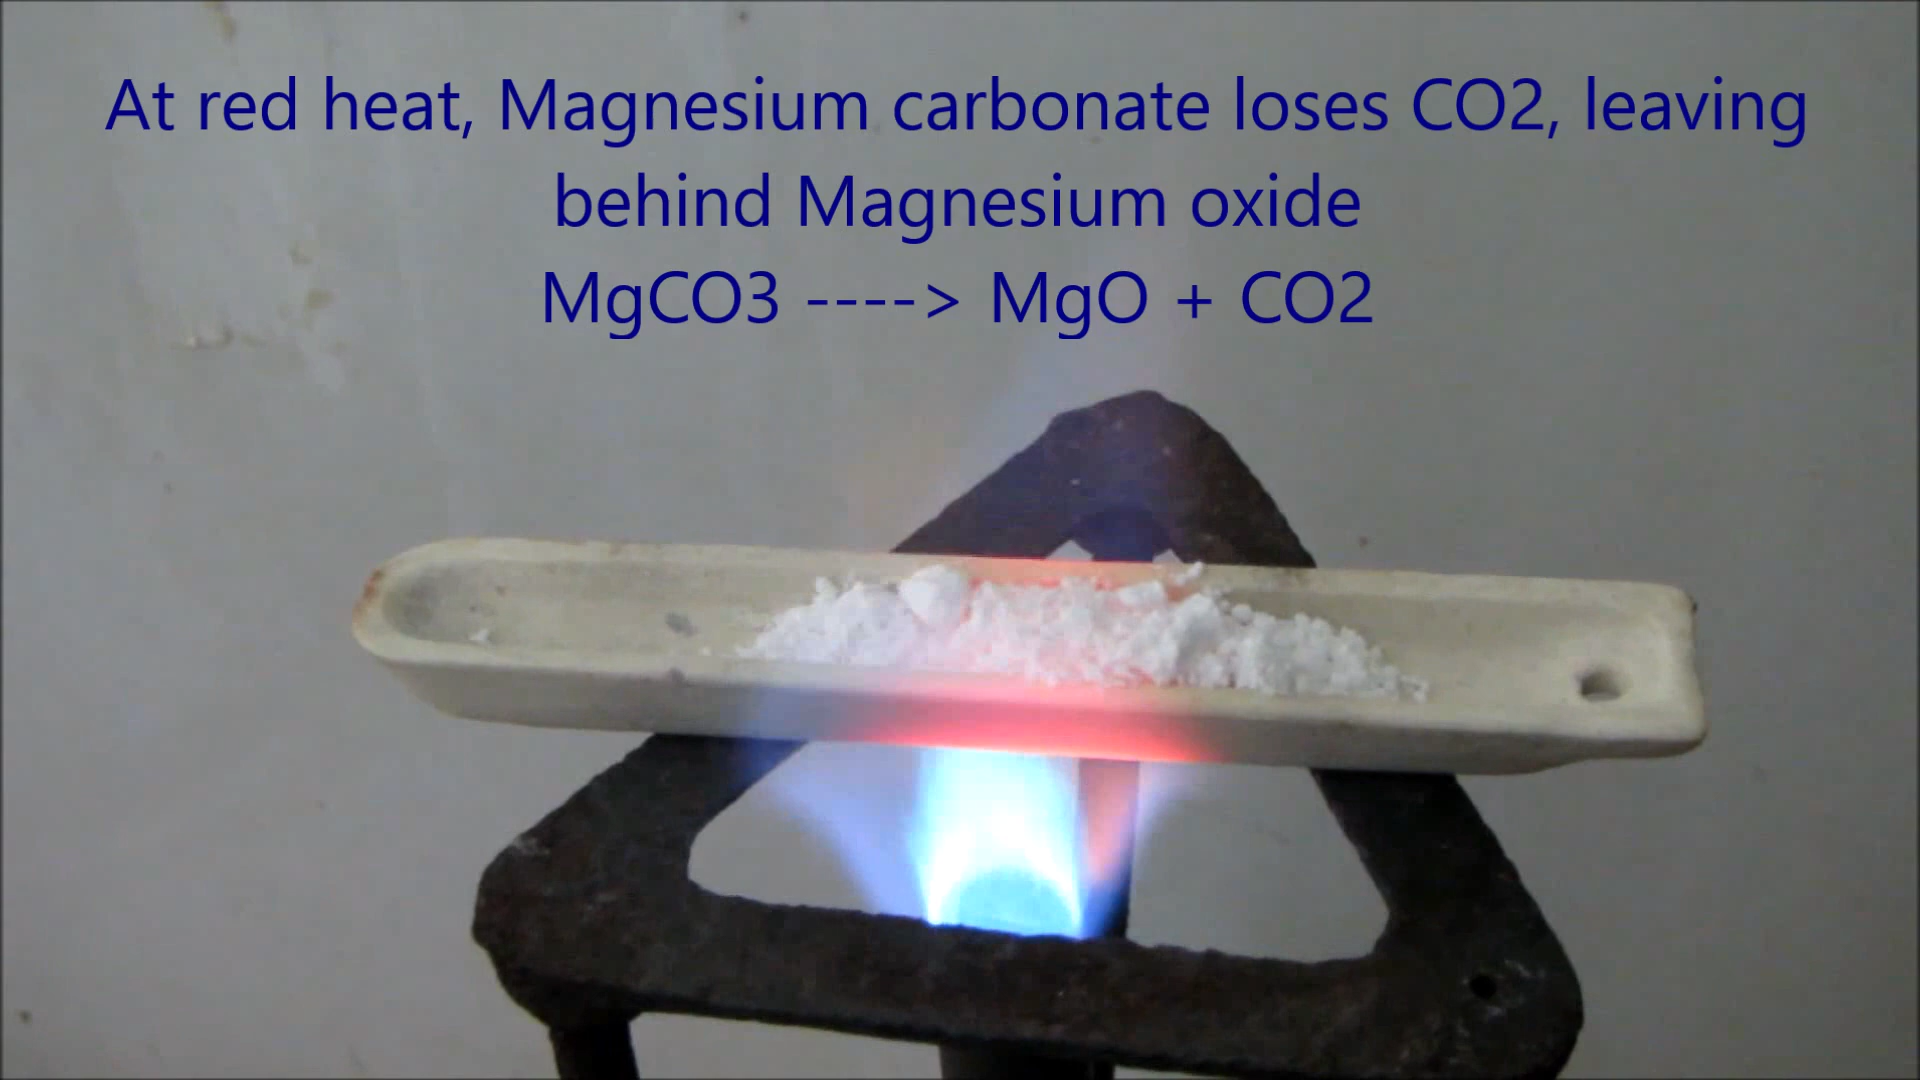 At red heat, Magnesium carbonate loses CO2, leaving
behind Magnesium oxide
MgCO3 ----> MgO + CO2